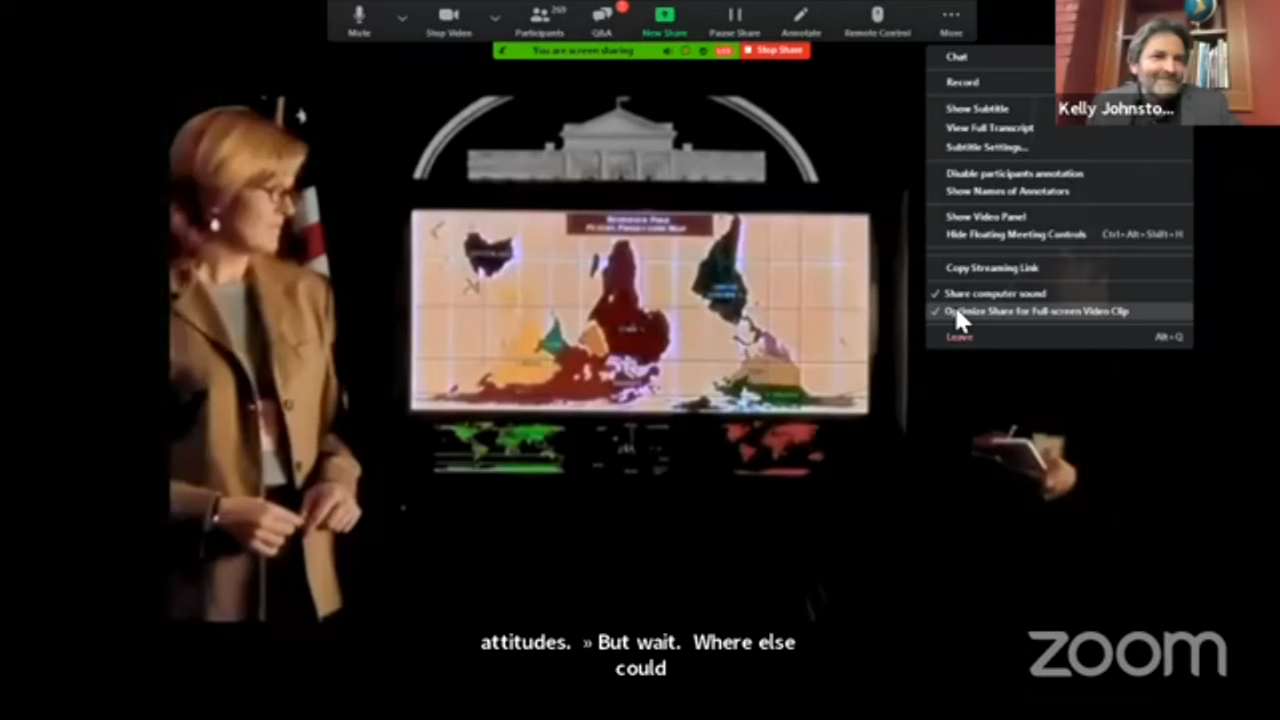 269
Mute
Stop Video
Participants
Q&A
New Share
Pause Share
Annotate
Remote Control
More
You are screen sharing
LIVE
Stop Share
Chat
Record
Show Subtitle
View Full Transcript
Subtitle Settings...
Disable participants annotation
Show Names of Annotators
Show Video Panel
Hide Floating Meeting Controls Ctrl+Alt+Shift+H
Copy Streaming Link
Share computer sound
Optimize Share for Full-screen Video Clip
Leave Alt+Q
Kelly Johnsto...
attitudes. » But wait. Where else
could
zoom